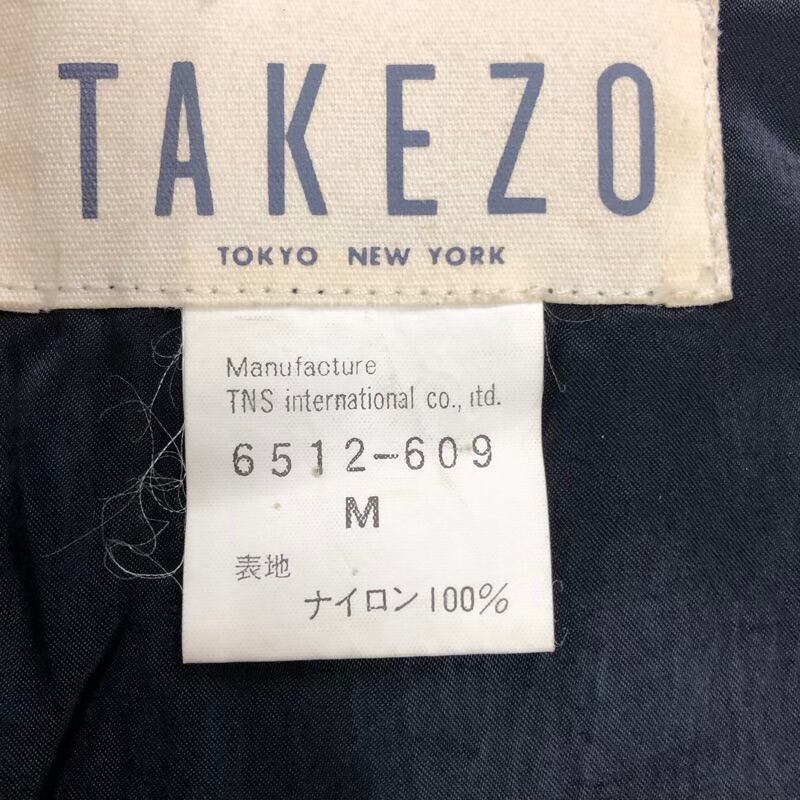 TAKEZO
TOKYO NEW YORK
Manufacture
TNS international co., ltd.
6512-609
M
表地
ナイロン100%